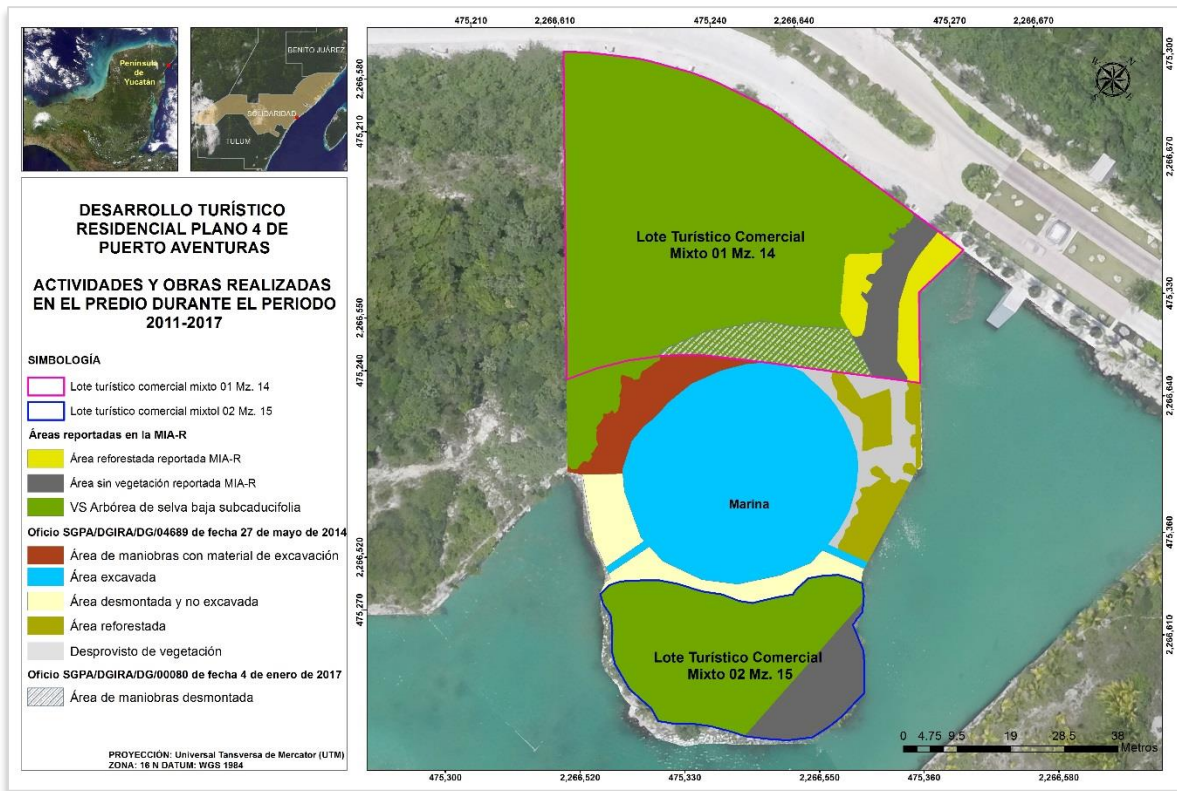 Península
de
Yucatán
BENITO JUÁREZ
SOLIDARIDAD
TULUM
DESARROLLO TURÍSTICO
RESIDENCIAL PLANO 4 DE
PUERTO AVENTURAS
ACTIVIDADES Y OBRAS REALIZADAS
EN EL PREDIO DURANTE EL PERIODO
2011-2017
SIMBOLOGÍA
Lote turístico comercial mixto 01 Mz. 14
Lote turístico comercial mixtol 02 Mz. 15
Áreas reportadas en la MIA-R
Área reforestada reportada MIA-R
Área sin vegetación reportada MIA-R
VS Arbórea de selva baja subcaducifolia
Oficio SGPA/DGIRA/DG/04689 de fecha 27 de mayo de 2014
Área de maniobras con material de excavación
Área excavada
Área desmontada y no excavada
Área reforestada
Desprovisto de vegetación
Oficio SGPA/DGIRA/DG/00080 de fecha 4 de enero de 2017
Área de maniobras desmontada
PROYECCIÓN: Universal Tansversa de Mercator (UTM)
ZONA: 16 N DATUM: WGS 1984
475,210
2,266,610
475,240
2,266,640
475,270
2,266,670
2,266,580
475,210
2,266,550
475,240
2,266,520
475,270
475,300
2,266,670
475,330
2,266,640
475,360
2,266,610
Lote Turístico Comercial
Mixto 01 Mz. 14
Marina
Lote Turístico Comercial
Mixto 02 Mz. 15
0 4.75 9.5 19 28.5 38
Metros
475,300
2,266,520
475,330
2,266,550
475,360
2,266,580